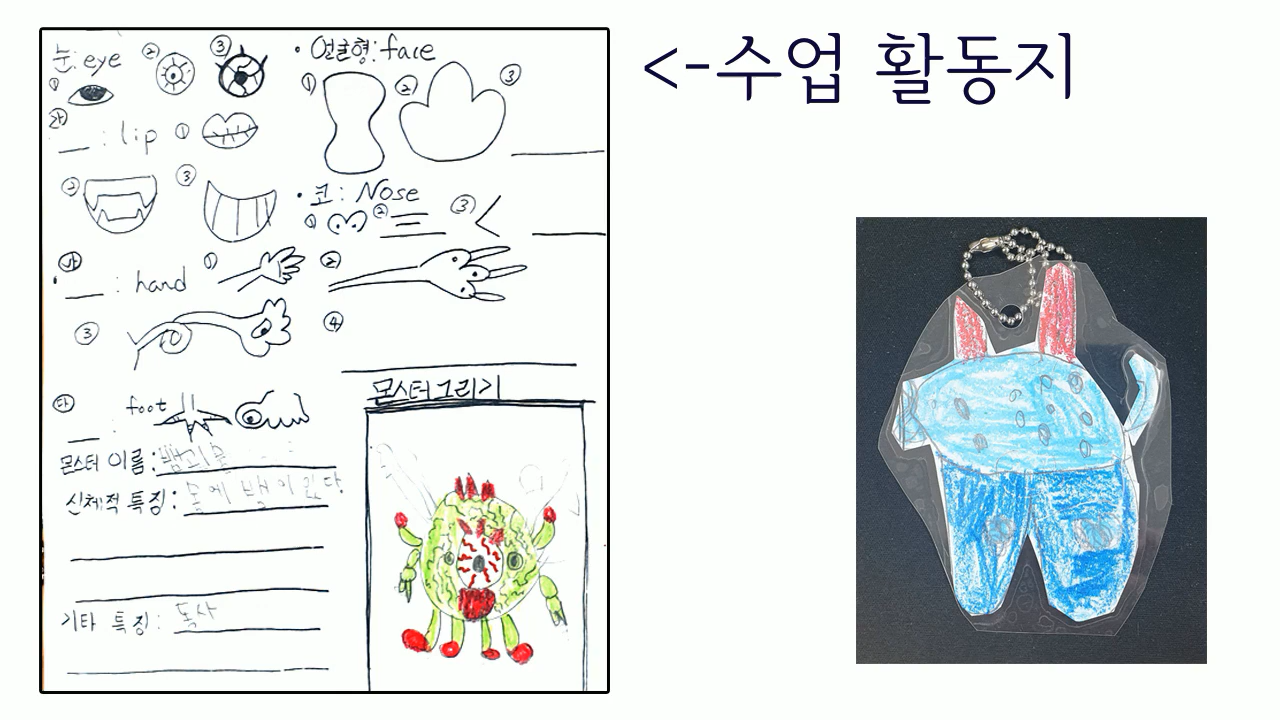 <-수업 활동지
눈: eye
① ② ③
• 얼굴형: face
① ② ③
__: lip ①
② ③
• 코: Nose
① ② ③
__: hand ① ②
③ ④
foot
몬스터 그리기
몬스터 이름:
신체적 특징: 몸에 뱀이 있다.
기타 특징: 독사